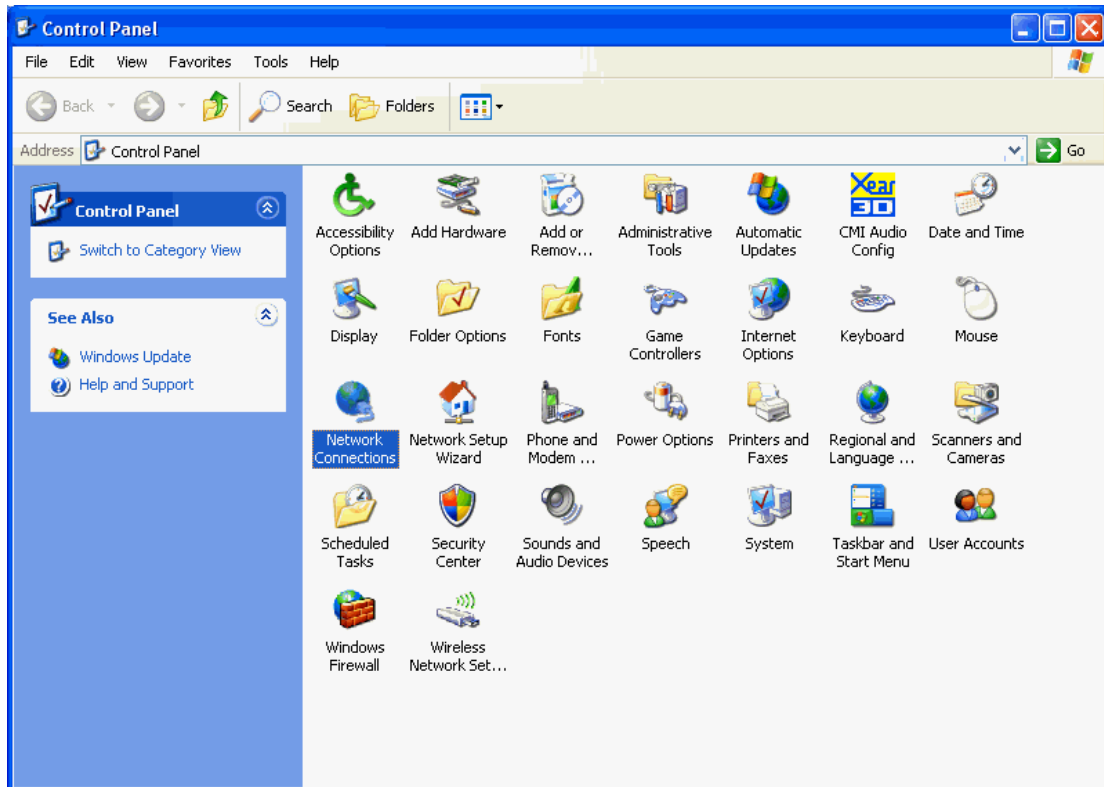 Control Panel
File Edit View Favorites Tools Help
Back Search Folders
Address Control Panel Go
Control Panel
Switch to Category View
See Also
Windows Update
Help and Support
Accessibility Options
Add Hardware
Add or Remov...
Administrative Tools
Automatic Updates
Xear 3D
CMI Audio Config
Date and Time
Display
Folder Options
Fonts
Game Controllers
Internet Options
Keyboard
Mouse
Network Connections
Network Setup Wizard
Phone and Modem ...
Power Options
Printers and Faxes
Regional and Language ...
Scanners and Cameras
Scheduled Tasks
Security Center
Sounds and Audio Devices
Speech
System
Taskbar and Start Menu
User Accounts
Windows Firewall
Wireless Network Set...